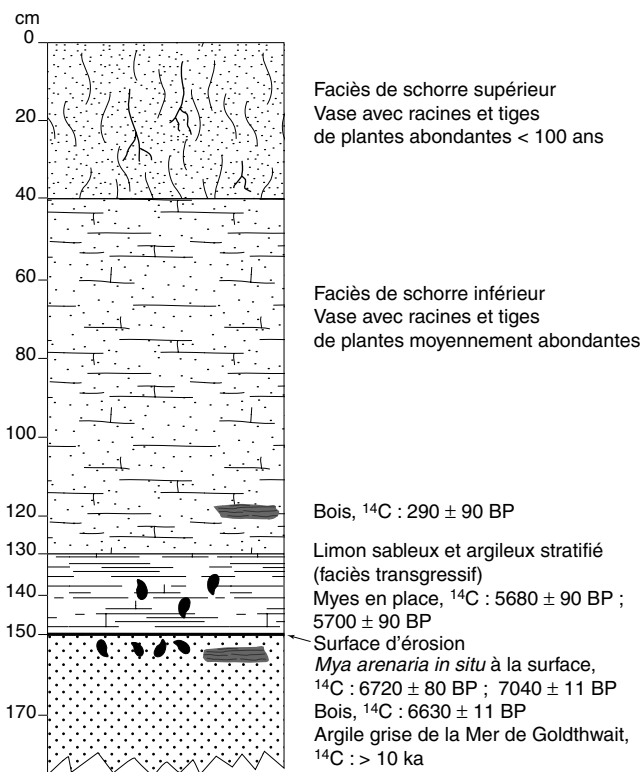 cm
0
20
40
60
80
100
120
130
140
150
170
Faciès de schorre supérieur
Vase avec racines et tiges
de plantes abondantes < 100 ans
Faciès de schorre inférieur
Vase avec racines et tiges
de plantes moyennement abondantes
Bois, ¹⁴C : 290 ± 90 BP
Limon sableux et argileux stratifié
(faciès transgressif)
Myes en place, ¹⁴C : 5680 ± 90 BP ;
5700 ± 90 BP
Surface d'érosion
Mya arenaria in situ à la surface,
¹⁴C : 6720 ± 80 BP ; 7040 ± 11 BP
Bois, ¹⁴C : 6630 ± 11 BP
Argile grise de la Mer de Goldthwait,
¹⁴C : > 10 ka